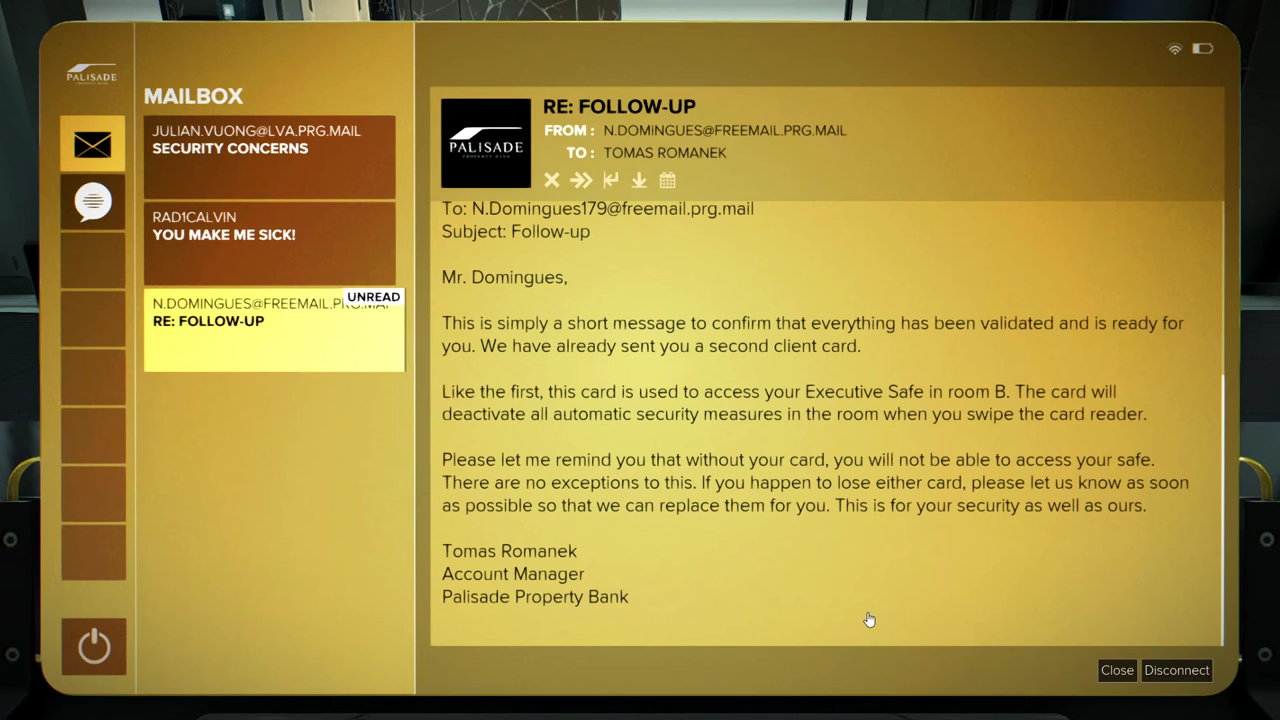 PALISADE
PROPERTY BANK
MAILBOX
JULIAN.VUONG@LVA.PRG.MAIL
SECURITY CONCERNS
RAD1CALVIN
YOU MAKE ME SICK!
UNREAD
N.DOMINGUES@FREEMAIL.PRG.MAI
RE: FOLLOW-UP
PALISADE
PROPERTY BANK
RE: FOLLOW-UP
FROM : N.DOMINGUES@FREEMAIL.PRG.MAIL
TO : TOMAS ROMANEK
To: N.Domingues179@freemail.prg.mail
Subject: Follow-up
Mr. Domingues,
This is simply a short message to confirm that everything has been validated and is ready for
you. We have already sent you a second client card.
Like the first, this card is used to access your Executive Safe in room B. The card will
deactivate all automatic security measures in the room when you swipe the card reader.
Please let me remind you that without your card, you will not be able to access your safe.
There are no exceptions to this. If you happen to lose either card, please let us know as soon
as possible so that we can replace them for you. This is for your security as well as ours.
Tomas Romanek
Account Manager
Palisade Property Bank
Close
Disconnect